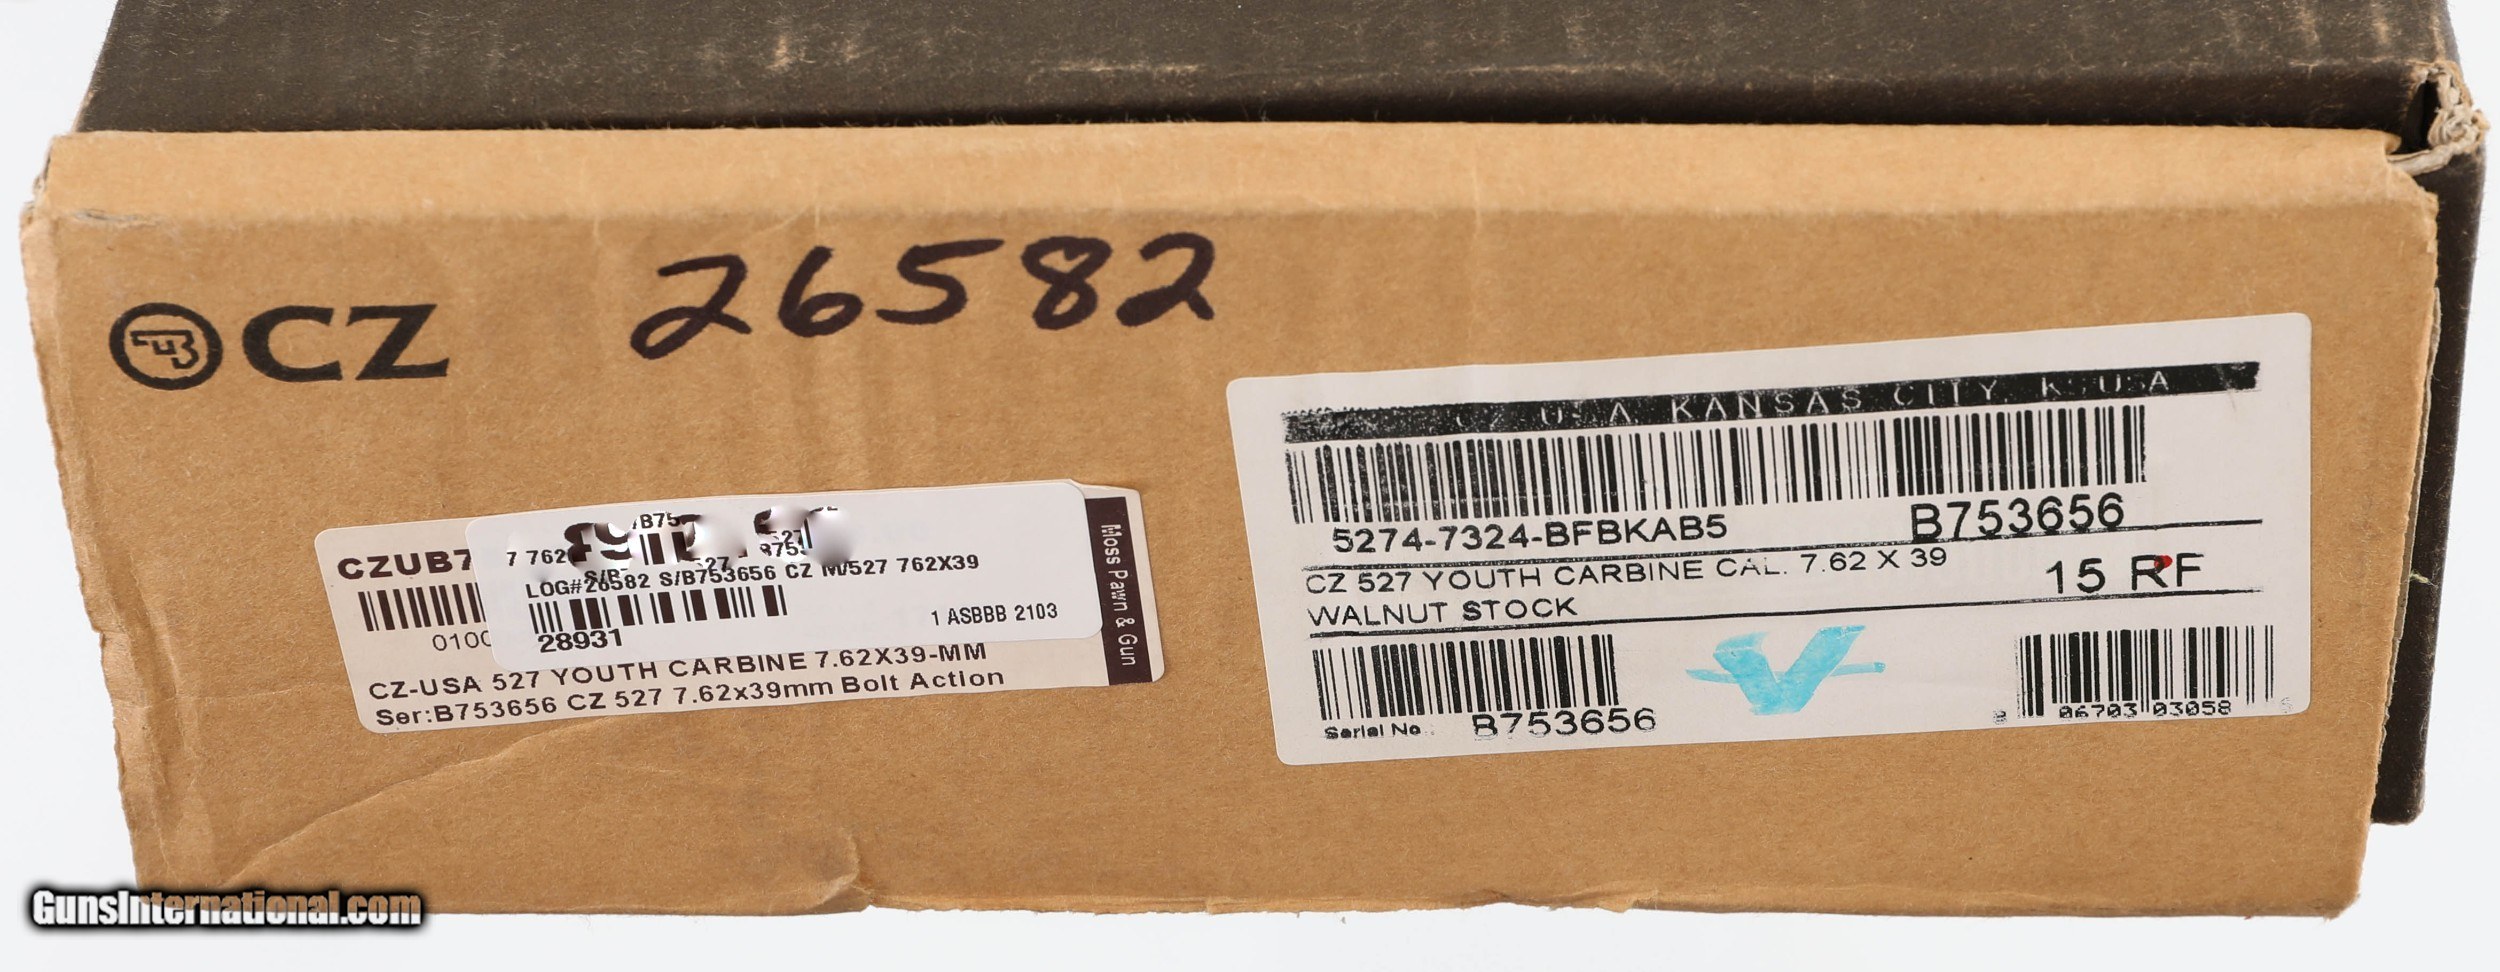 26582
CZ
CZ USA KANSAS CITY, KS USA
5274-7324-BFBKAB5 B753656
CZ 527 YOUTH CARBINE CAL. 7.62 X 39
WALNUT STOCK
15 RF
Serial No. B753656
06703 03058
CZUB7
0100
LOG#26582 S/B753656 CZ M/527 762X39
28931
1 ASBBB 2103
Moss Pawn & Gun
CZ-USA 527 YOUTH CARBINE 7.62X39-MM
Ser:B753656 CZ 527 7.62x39mm Bolt Action
GunsInternational.com